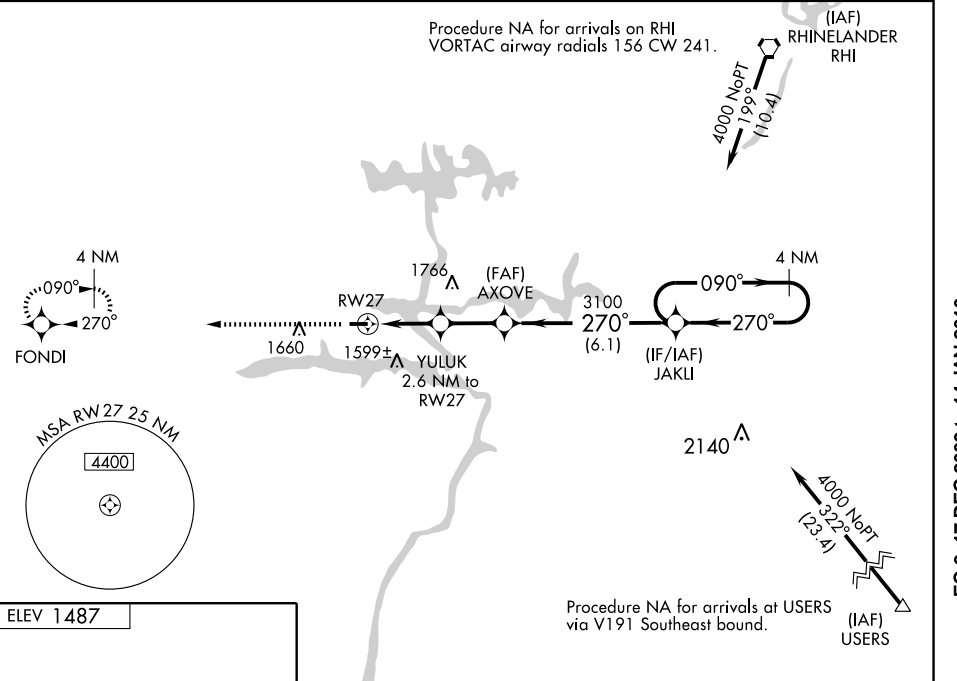 Procedure NA for arrivals on RHI
VORTAC airway radials 156 CW 241.
(IAF)
RHINELANDER
RHI
4000 NoPT
199°
(10.4)
4 NM
090°
270°
FONDI
1766
(FAF)
AXOVE
RW27
1660
1599±
YULUK
2.6 NM to
RW27
3100
270°
(6.1)
4 NM
090°
270°
(IF/IAF)
JAKLI
MSA RW27 25 NM
4400
2140
4000 NoPT
322°
(23.4)
Procedure NA for arrivals at USERS
via V191 Southeast bound.
(IAF)
USERS
ELEV 1487